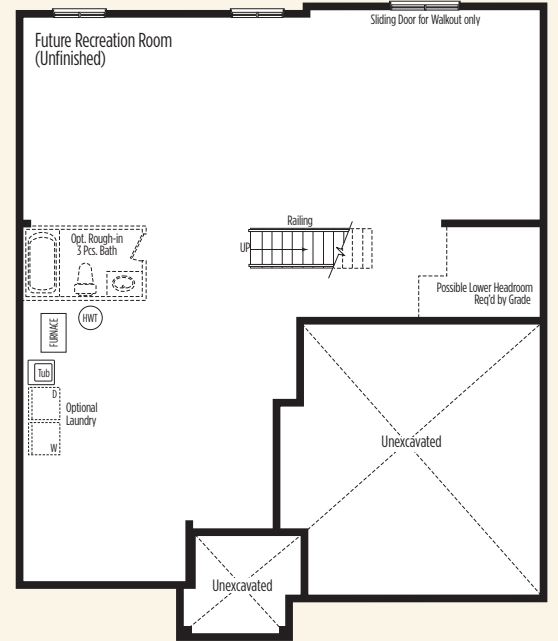 Sliding Door for Walkout only
Future Recreation Room
(Unfinished)
Railing
UP
Opt. Rough-in
3 Pcs. Bath
Possible Lower Headroom
Req'd by Grade
HWT
FURNACE
Tub
D
Optional
Laundry
W
Unexcavated
Unexcavated